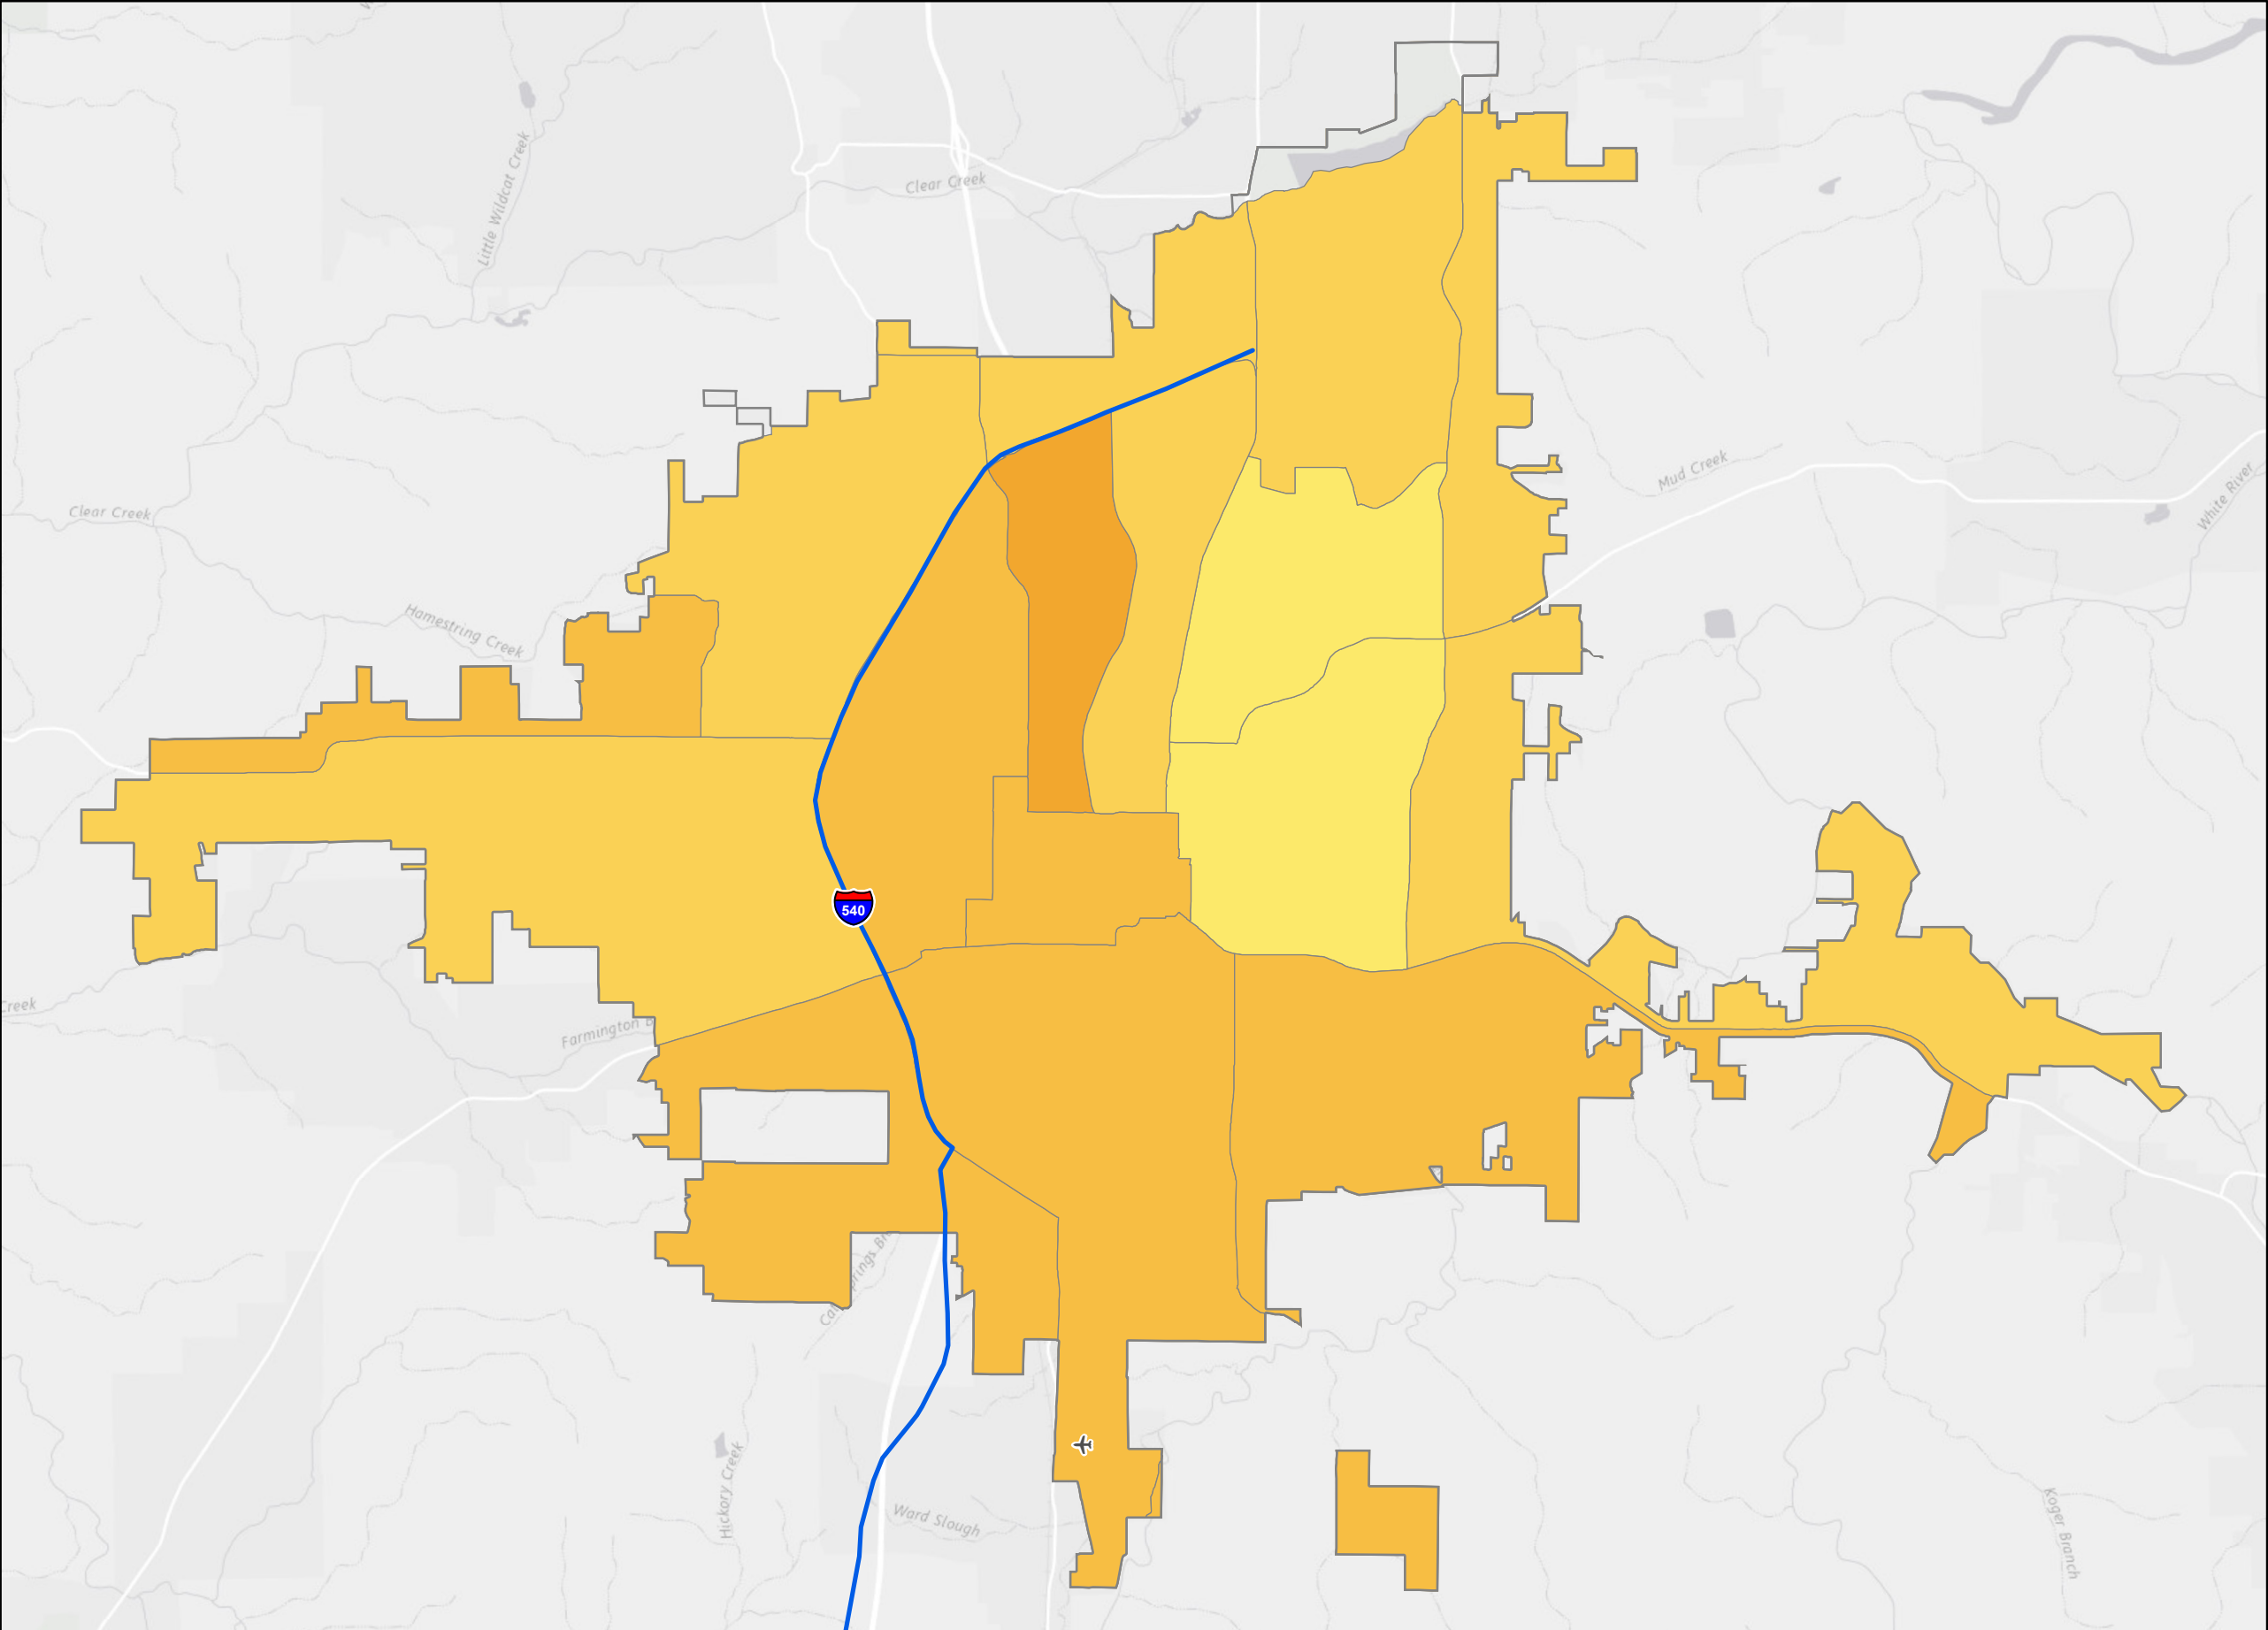 Little Wildcat Creek
Clear Creek
Mud Creek
White River
Clear Creek
Hamestring Creek
540
Creek
Farmington B
Hickory Creek
Ward Slough
Koger Branch